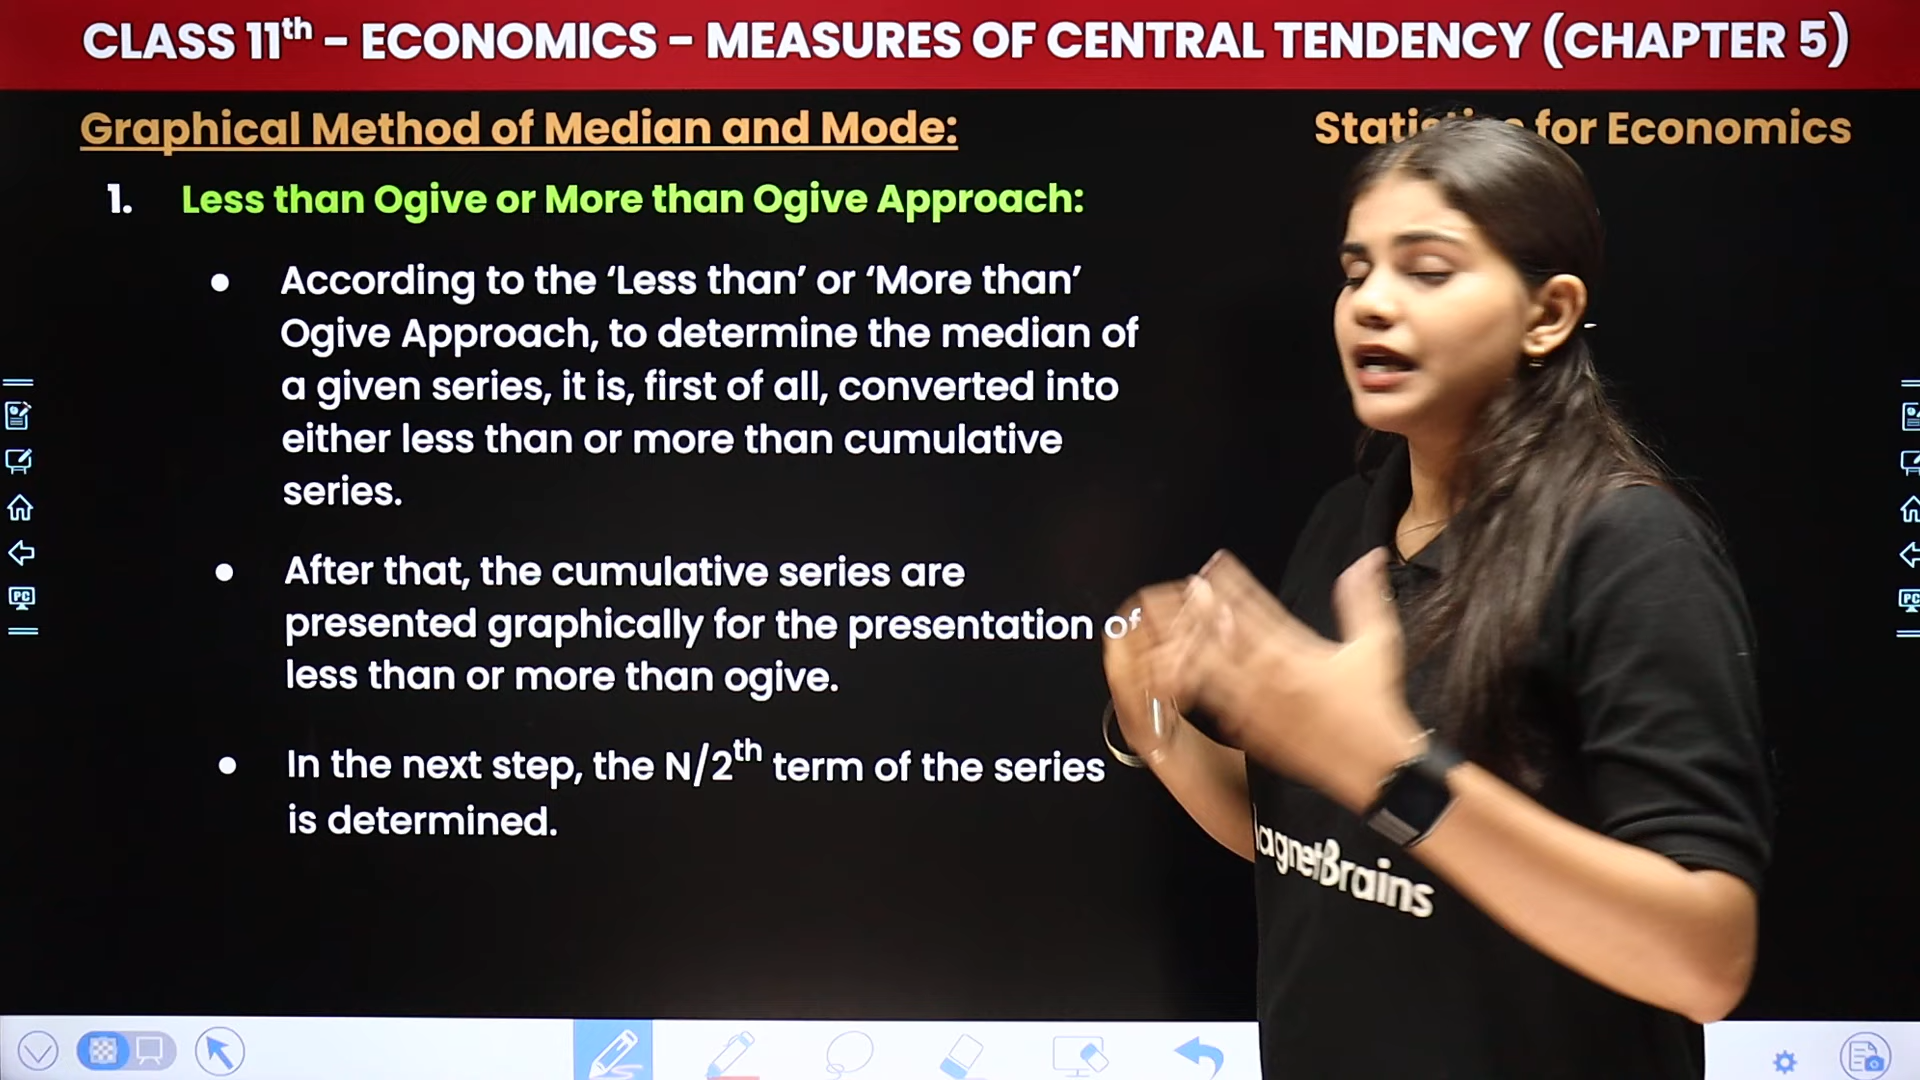 CLASS 11th - ECONOMICS - MEASURES OF CENTRAL TENDENCY (CHAPTER 5)
Graphical Method of Median and Mode:
for Economics
1. Less than Ogive or More than Ogive Approach:
● According to the ‘Less than’ or ‘More than’
Ogive Approach, to determine the median of
a given series, it is, first of all, converted into
either less than or more than cumulative
series.
● After that, the cumulative series are
presented graphically for the presentation of
less than or more than ogive.
● In the next step, the N/2th term of the series
is determined.
agnetBrains
PC
PC